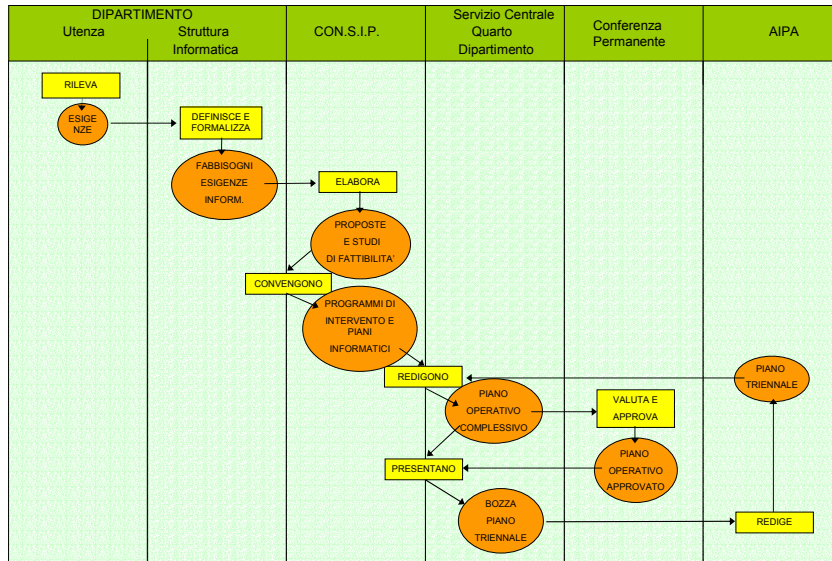 DIPARTIMENTO
Utenza
Struttura
Informatica
CON.S.I.P.
Servizio Centrale
Quarto
Dipartimento
Conferenza
Permanente
AIPA
RILEVA
ESIGE
NZE
DEFINISCE E
FORMALIZZA
FABBISOGNI
ESIGENZE
INFORM.
ELABORA
PROPOSTE
E STUDI
DI FATTIBILITA'
CONVENGONO
PROGRAMMI DI
INTERVENTO E
PIANI
INFORMATICI
REDIGONO
PIANO
TRIENNALE
PIANO
OPERATIVO
COMPLESSIVO
VALUTA E
APPROVA
PRESENTANO
PIANO
OPERATIVO
APPROVATO
BOZZA
PIANO
TRIENNALE
REDIGE